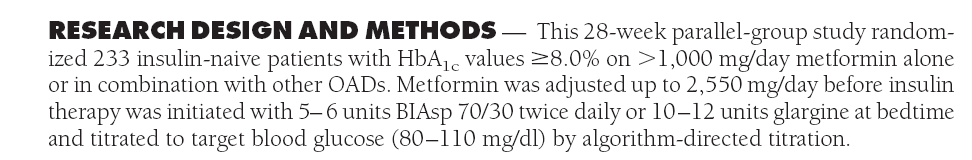 RESEARCH DESIGN AND METHODS — This 28-week parallel-group study random-
ized 233 insulin-naive patients with HbA1c values ≥8.0% on >1,000 mg/day metformin alone
or in combination with other OADs. Metformin was adjusted up to 2,550 mg/day before insulin
therapy was initiated with 5–6 units BIAsp 70/30 twice daily or 10–12 units glargine at bedtime
and titrated to target blood glucose (80–110 mg/dl) by algorithm-directed titration.